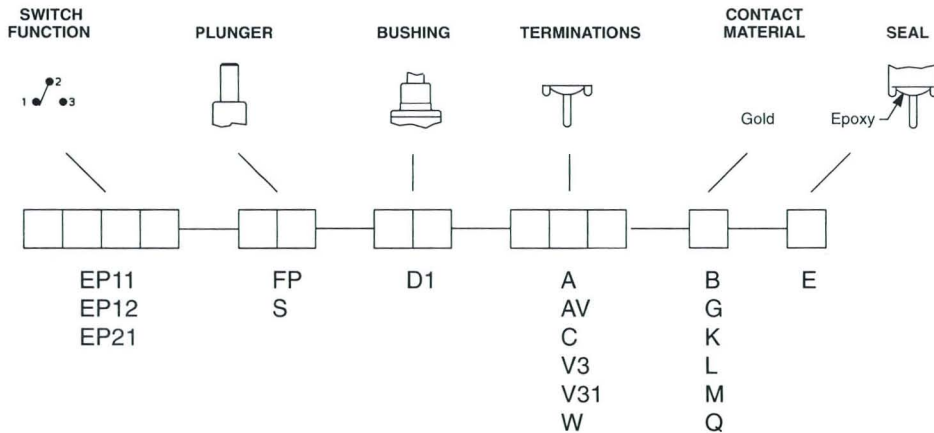 SWITCH
FUNCTION
PLUNGER
BUSHING
TERMINATIONS
CONTACT
MATERIAL
SEAL
1
2
3
Gold
Epoxy
EP11
EP12
EP21
FP
S
D1
A
AV
C
V3
V31
W
B
G
K
L
M
Q
E